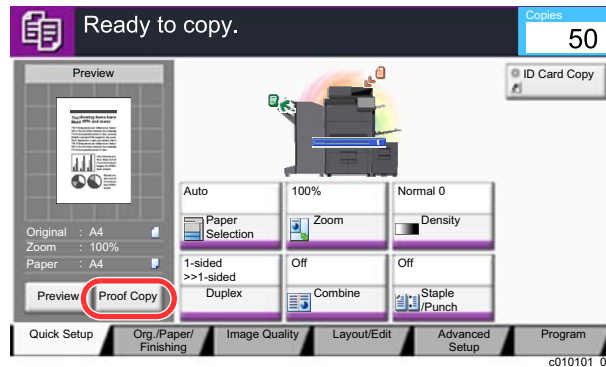 Ready to copy.
Copies
50
Preview
ID Card Copy
Original : A4
Zoom : 100%
Paper : A4
Preview
Proof Copy
Auto
Paper
Selection
100%
Zoom
Normal 0
Density
1-sided
>>1-sided
Duplex
Off
Combine
Off
Staple
/Punch
Quick Setup
Org./Paper/
Finishing
Image Quality
Layout/Edit
Advanced
Setup
Program
c010101 0